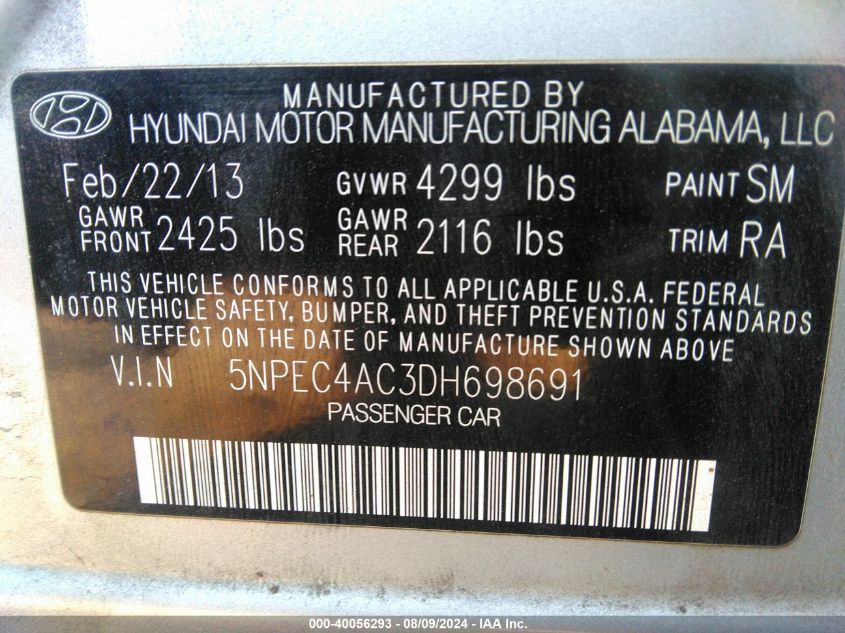 MANUFACTURED BY
HYUNDAI MOTOR MANUFACTURING ALABAMA, LLC
Feb/22/13 GVWR 4299 lbs PAINT SM
GAWR FRONT 2425 lbs GAWR REAR 2116 lbs TRIM RA
THIS VEHICLE CONFORMS TO ALL APPLICABLE U.S.A. FEDERAL
MOTOR VEHICLE SAFETY, BUMPER, AND THEFT PREVENTION STANDARDS
IN EFFECT ON THE DATE OF MANUFACTURE SHOWN ABOVE
V.I.N 5NPEC4AC3DH698691
PASSENGER CAR
000-40056293 - 08/09/2024 - IAA Inc.